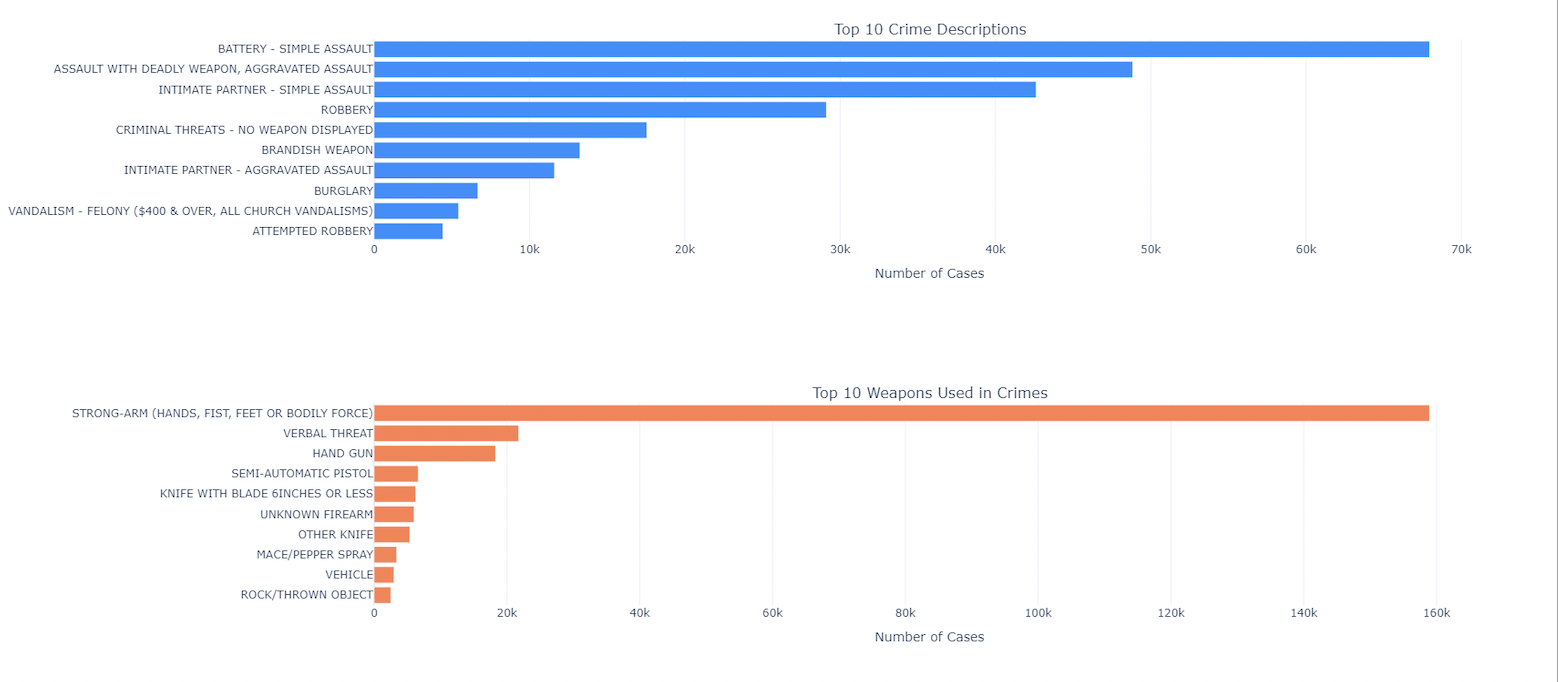 Top 10 Crime Descriptions
BATTERY - SIMPLE ASSAULT
ASSAULT WITH DEADLY WEAPON, AGGRAVATED ASSAULT
INTIMATE PARTNER - SIMPLE ASSAULT
ROBBERY
CRIMINAL THREATS - NO WEAPON DISPLAYED
BRANDISH WEAPON
INTIMATE PARTNER - AGGRAVATED ASSAULT
BURGLARY
VANDALISM - FELONY ($400 & OVER, ALL CHURCH VANDALISMS)
ATTEMPTED ROBBERY
0 10k 20k 30k 40k 50k 60k 70k
Number of Cases
Top 10 Weapons Used in Crimes
STRONG-ARM (HANDS, FIST, FEET OR BODILY FORCE)
VERBAL THREAT
HAND GUN
SEMI-AUTOMATIC PISTOL
KNIFE WITH BLADE 6INCHES OR LESS
UNKNOWN FIREARM
OTHER KNIFE
MACE/PEPPER SPRAY
VEHICLE
ROCK/THROWN OBJECT
0 20k 40k 60k 80k 100k 120k 140k 160k
Number of Cases